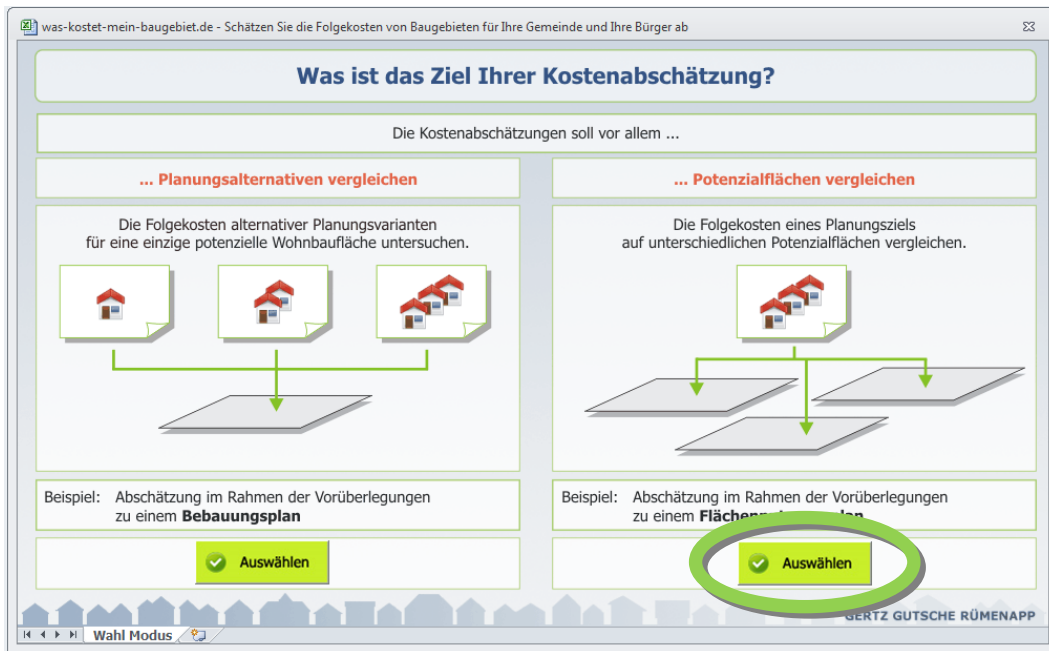 was-kostet-mein-baugebiet.de - Schätzen Sie die Folgekosten von Baugebieten für Ihre Gemeinde und Ihre Bürger ab
Was ist das Ziel Ihrer Kostenabschätzung?
Die Kostenabschätzungen soll vor allem ...
... Planungsalternativen vergleichen
Die Folgekosten alternativer Planungsvarianten
für eine einzige potenzielle Wohnbaufläche untersuchen.
Beispiel: Abschätzung im Rahmen der Vorüberlegungen
zu einem Bebauungsplan
Auswählen
... Potenzialflächen vergleichen
Die Folgekosten eines Planungsziels
auf unterschiedlichen Potenzialflächen vergleichen.
Beispiel: Abschätzung im Rahmen der Vorüberlegungen
zu einem
Auswählen
GERTZ GUTSCHE RÜMENAPP
Wahl Modus